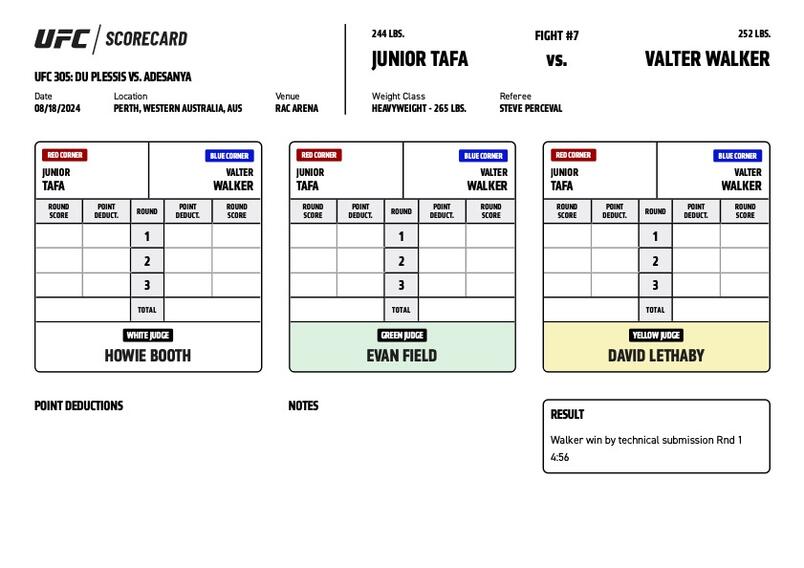 UFC / SCORECARD
UFC 305: DU PLESSIS VS. ADESANYA
Date Location Venue
08/18/2024 PERTH, WESTERN AUSTRALIA, AUS RAC ARENA
244 LBS. FIGHT #7 252 LBS.
JUNIOR TAFA vs. VALTER WALKER
Weight Class Referee
HEAVYWEIGHT - 265 LBS. STEVE PERCEVAL
RED CORNER BLUE CORNER
JUNIOR VALTER
TAFA WALKER
ROUND SCORE POINT DEDUCT. ROUND POINT DEDUCT. ROUND SCORE
1
2
3
TOTAL
WHITE JUDGE
HOWIE BOOTH
RED CORNER BLUE CORNER
JUNIOR VALTER
TAFA WALKER
ROUND SCORE POINT DEDUCT. ROUND POINT DEDUCT. ROUND SCORE
1
2
3
TOTAL
GREEN JUDGE
EVAN FIELD
RED CORNER BLUE CORNER
JUNIOR VALTER
TAFA WALKER
ROUND SCORE POINT DEDUCT. ROUND POINT DEDUCT. ROUND SCORE
1
2
3
TOTAL
YELLOW JUDGE
DAVID LETHABY
POINT DEDUCTIONS
NOTES
RESULT
Walker win by technical submission Rnd 1
4:56